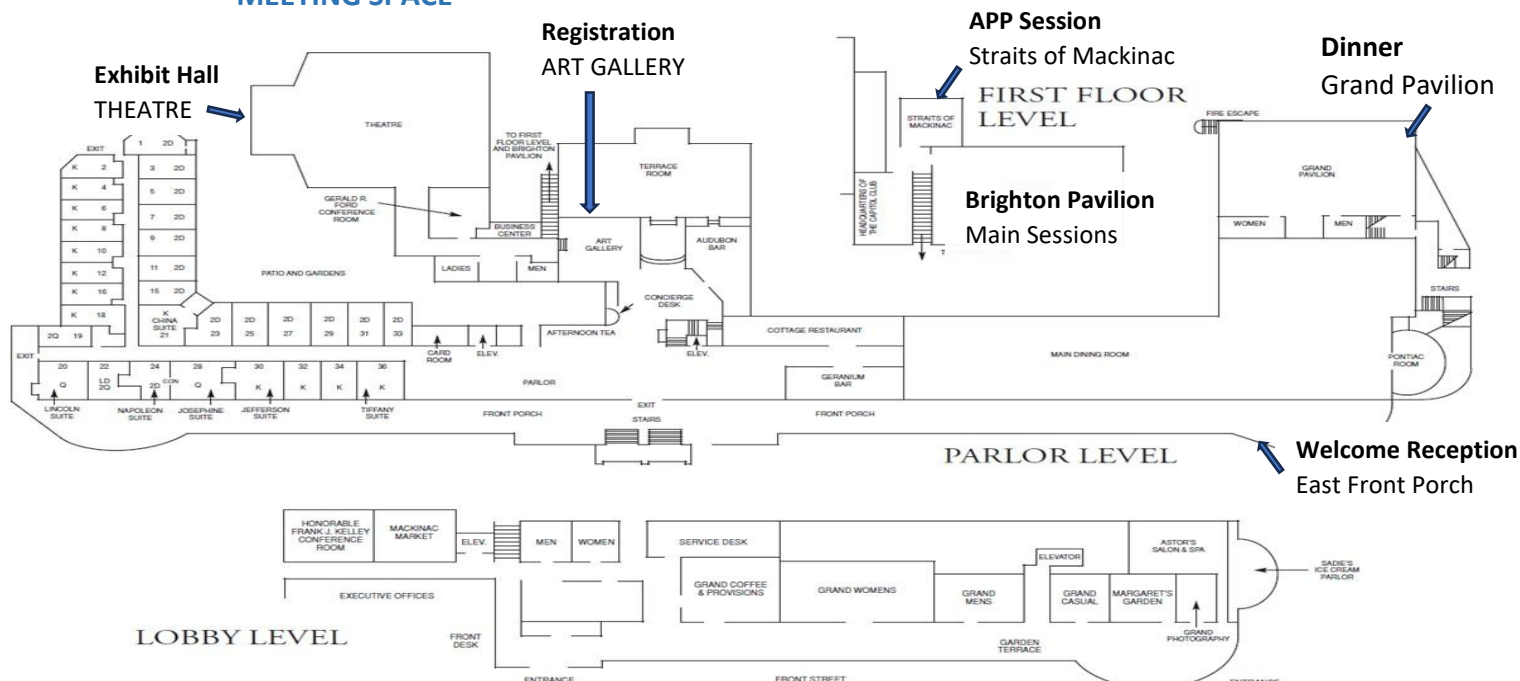 MEETING SPACE
Exhibit Hall
THEATRE
Registration
ART GALLERY
APP Session
Straits of Mackinac
Dinner
Grand Pavilion
FIRST FLOOR
LEVEL
THEATRE
TO FIRST
FLOOR LEVEL
AND BRIGHTON
PAVILION
TERRACE
ROOM
STRAITS OF
MACKINAC
FIRE ESCAPE
GRAND
PAVILION
WOMEN
MEN
HEADQUARTERS OF
THE CAPITOL CLUB
Brighton Pavilion
Main Sessions
EXIT
1 2D
K 2
3 2D
K 4
5 2D
K 6
7 2D
K 8
9 2D
K 10
11 2D
K 12
15 2D
K 16
K 18
K
CHINA
SUITE
21
2Q 19
EXIT
GERALD R.
FORD
CONFERENCE
ROOM
BUSINESS
CENTER
ART
GALLERY
AUDUBON
BAR
PATIO AND GARDENS
LADIES
MEN
CONCIERGE
DESK
STAIRS
2D
23
2D
25
2D
27
2D
29
2D
31
2D
33
CARD
ROOM
ELEV.
AFTERNOON TEA
ELEV.
COTTAGE RESTAURANT
MAIN DINING ROOM
PONTIAC
ROOM
20
Q
22
LD
2Q
24
2D
CON
28
Q
30
K
32
K
34
K
36
K
PARLOR
GERANIUM
BAR
LINCOLN
SUITE
NAPOLEON
SUITE
JOSEPHINE
SUITE
JEFFERSON
SUITE
TIFFANY
SUITE
FRONT PORCH
EXIT
STAIRS
FRONT PORCH
PARLOR LEVEL
Welcome Reception
East Front Porch
HONORABLE
FRANK J. KELLEY
CONFERENCE
ROOM
MACKINAC
MARKET
ELEV.
MEN
WOMEN
SERVICE DESK
ELEVATOR
ASTOR'S
SALON & SPA
SADIE'S
ICE CREAM
PARLOR
EXECUTIVE OFFICES
GRAND COFFEE
& PROVISIONS
GRAND WOMENS
GRAND
MENS
GRAND
CASUAL
MARGARET'S
GARDEN
GRAND
PHOTOGRAPHY
LOBBY LEVEL
FRONT
DESK
GARDEN
TERRACE
ENTRANCE
FRONT STREET
ENTRANCE